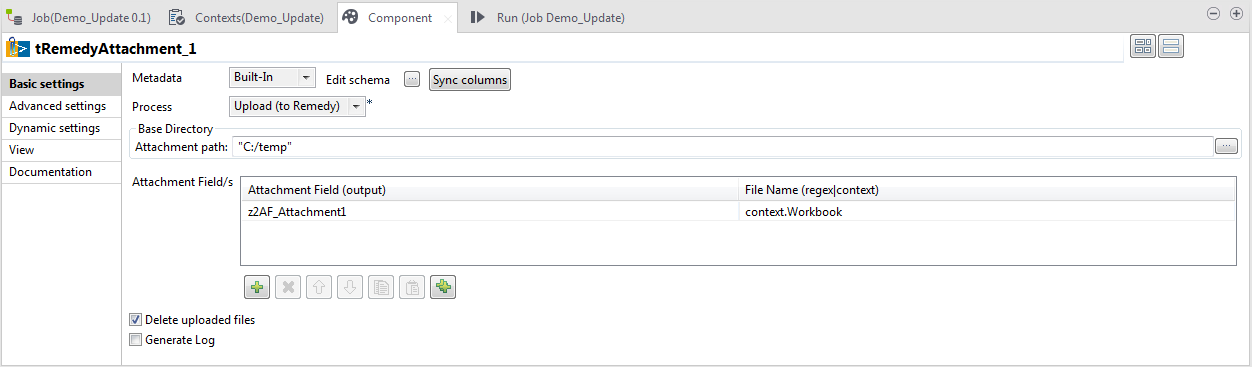 Job(Demo_Update 0.1) Contexts(Demo_Update) Component Run (Job Demo_Update)
tRemedyAttachment_1
Basic settings
Advanced settings
Dynamic settings
View
Documentation
Metadata Built-In Edit schema ... Sync columns
Process Upload (to Remedy) *
Base Directory
Attachment path: "C:/temp" ...
Attachment Field/s
Attachment Field (output) File Name (regex|context)
z2AF_Attachment1 context.Workbook
Delete uploaded files
Generate Log